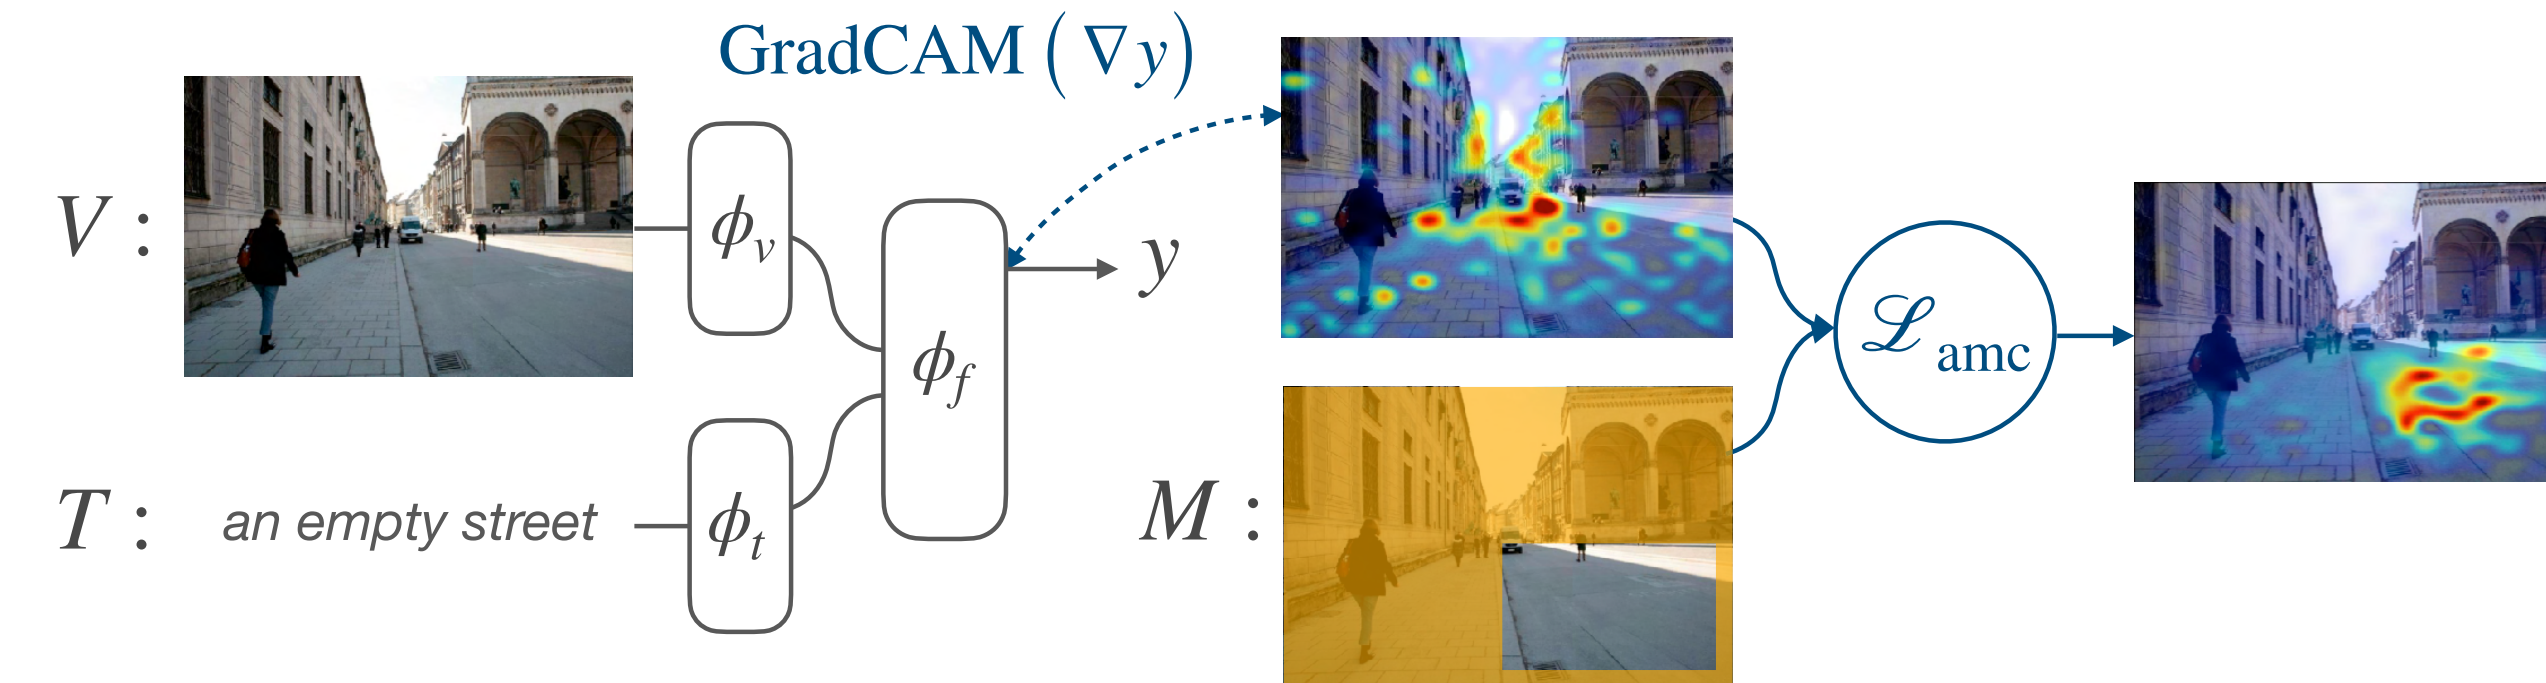 GradCAM (∇y)
V :
ϕv
y
ϕf
ℒamc
T : an empty street
ϕt
M :